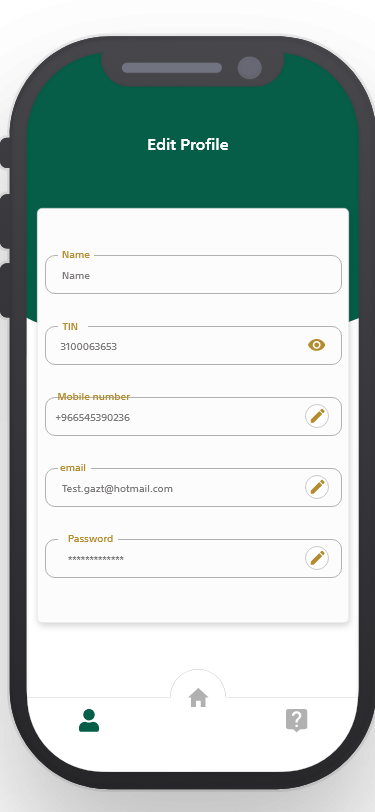 Edit Profile
Name
Name
TIN
3100063653
Mobile number
+966545390236
email
Test.gazt@hotmail.com
Password
*************